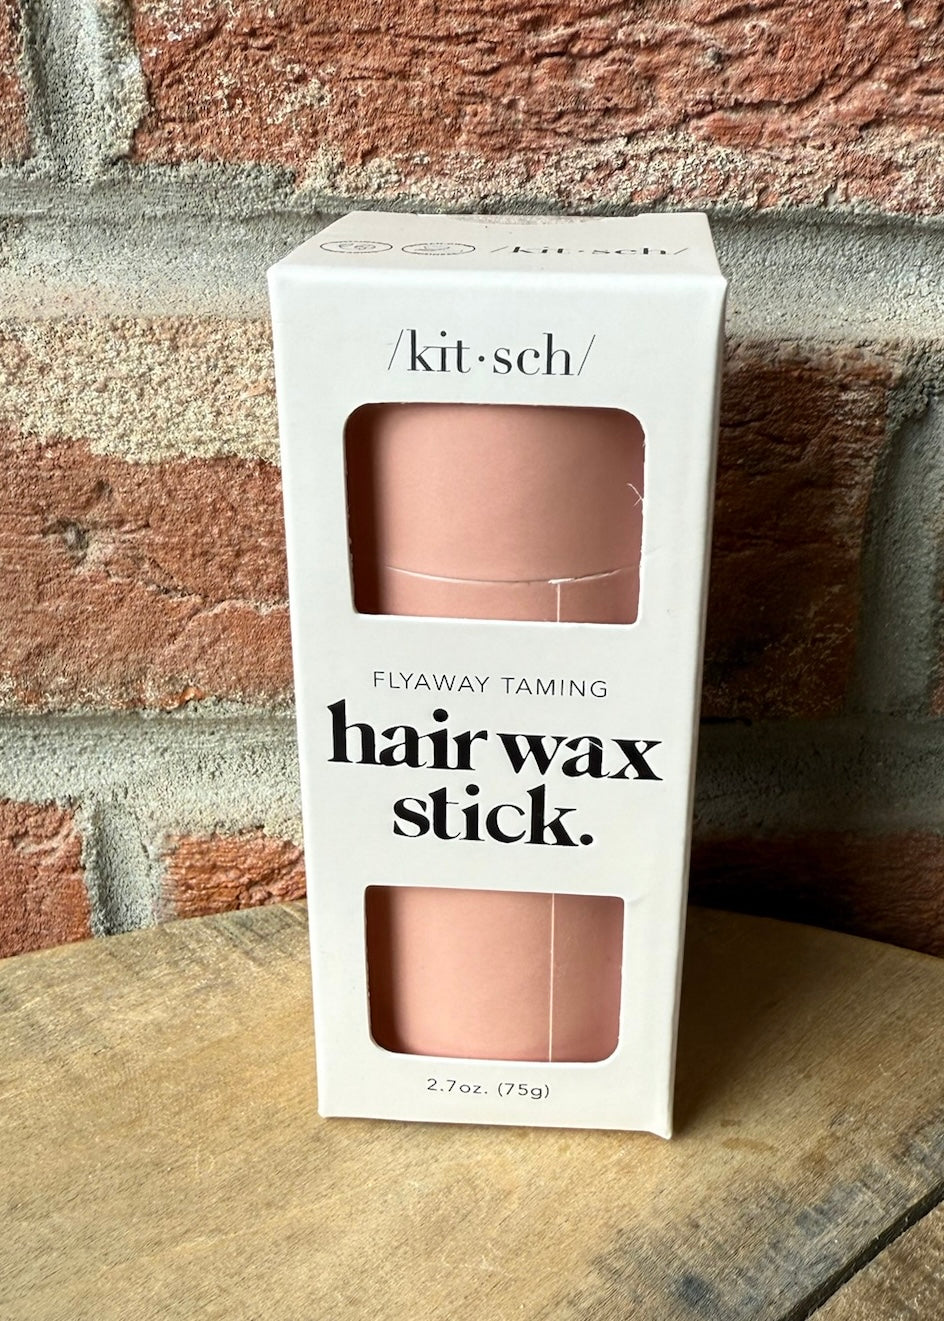 /kit·sch/
/kit·sch/
FLYAWAY TAMING
hair wax
stick.
2.7oz. (75g)